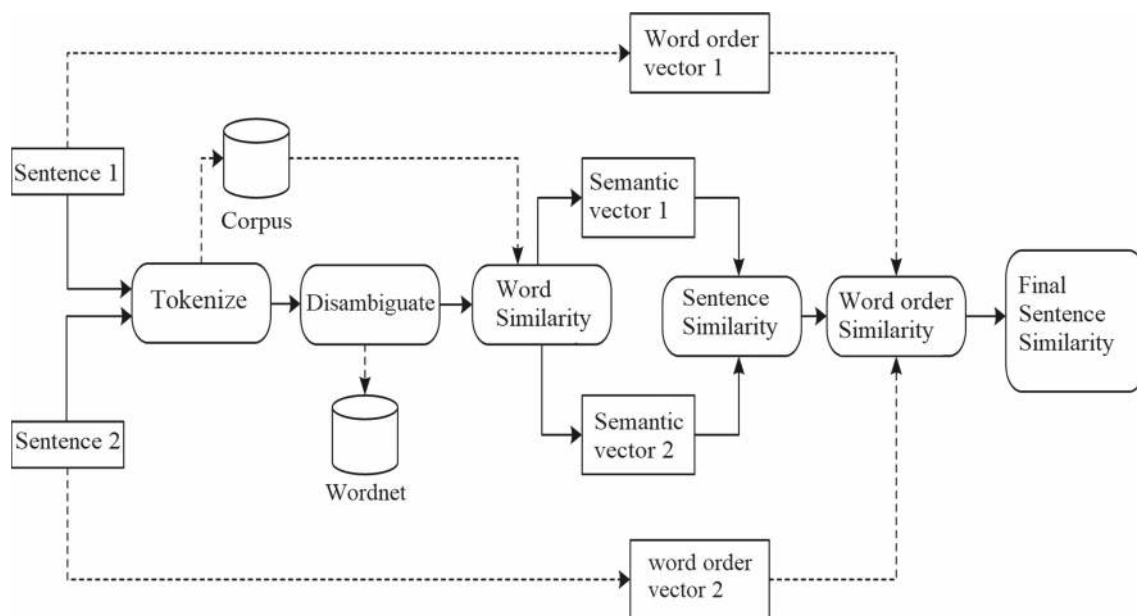 Word order
vector 1
Sentence 1
Corpus
Semantic
vector 1
Tokenize
Disambiguate
Word
Similarity
Sentence
Similarity
Word order
Similarity
Final
Sentence
Similarity
Sentence 2
Wordnet
Semantic
vector 2
word order
vector 2